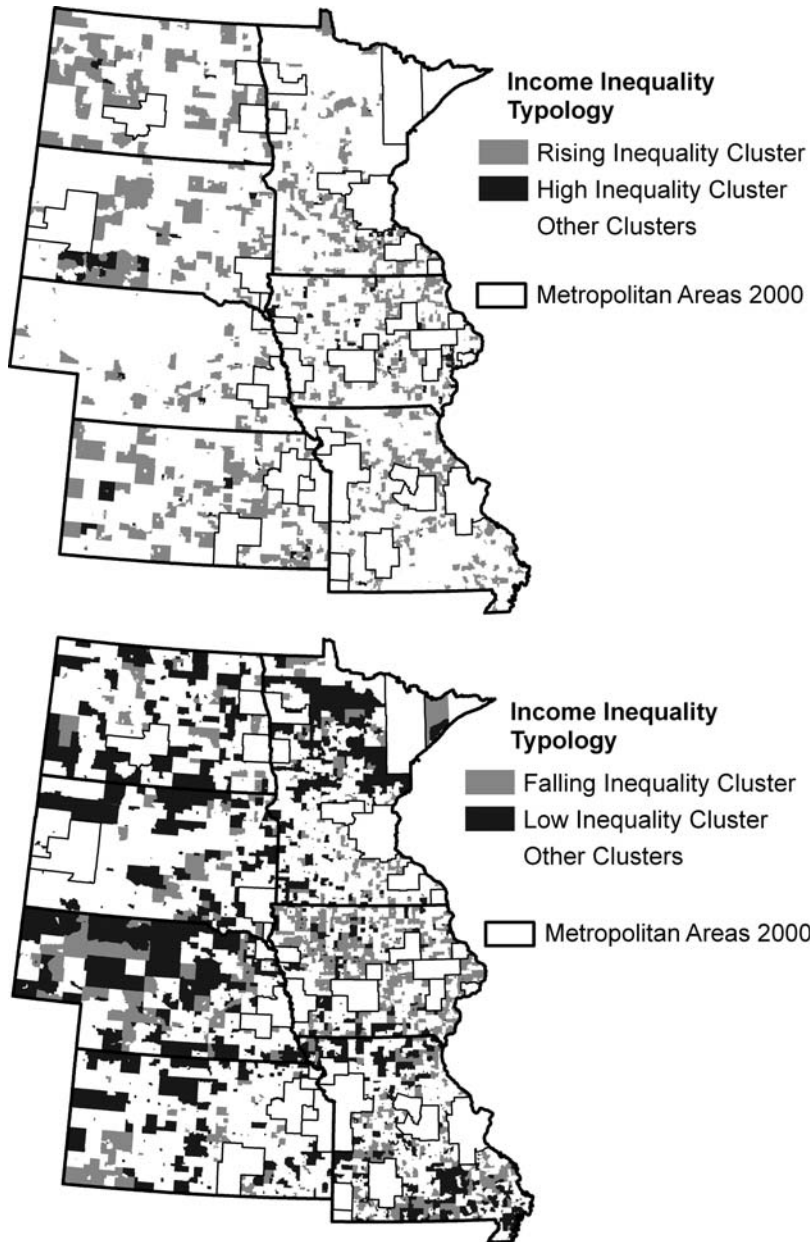 Income Inequality
Typology
Rising Inequality Cluster
High Inequality Cluster
Other Clusters
Metropolitan Areas 2000
Income Inequality
Typology
Falling Inequality Cluster
Low Inequality Cluster
Other Clusters
Metropolitan Areas 2000